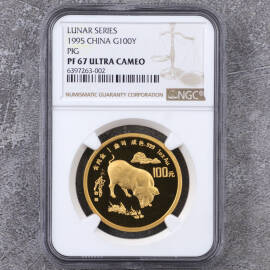 LUNAR SERIES
1995 CHINA G100Y
PIG
PF 67 ULTRA CAMEO
6397263-002
NUMISMATIC GUARANTY CORPORATION
NGC
100元